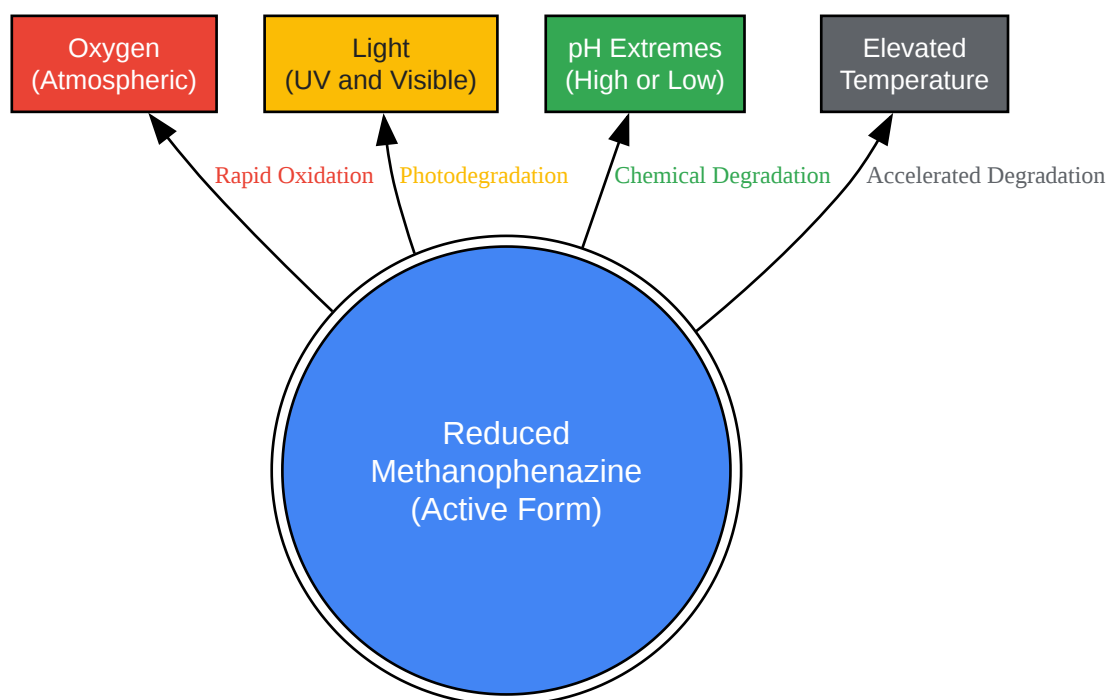 Oxygen
(Atmospheric)
Light
(UV and Visible)
pH Extremes
(High or Low)
Elevated
Temperature
Rapid Oxidation
Photodegradation
Chemical Degradation
Accelerated Degradation
Reduced
Methanophenazine
(Active Form)